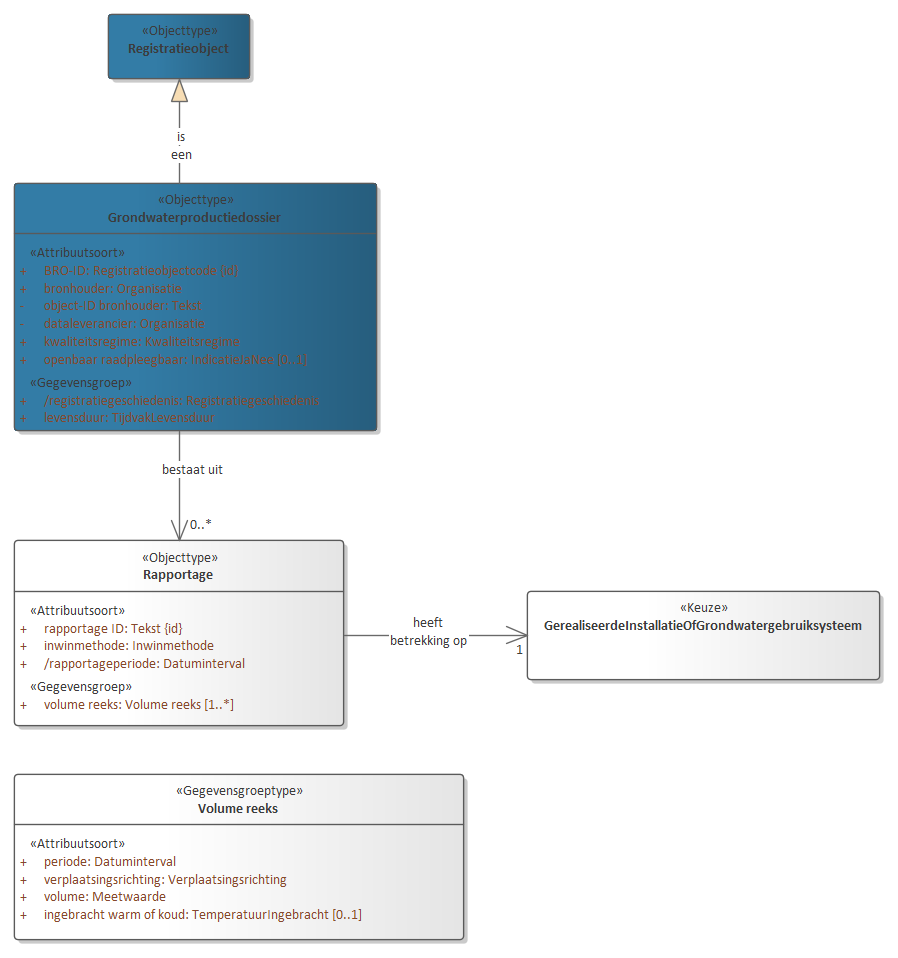 «Objecttype»
Registratieobject
is
een
«Objecttype»
Grondwaterproductiedossier
«Attribuutsoort»
+ BRO-ID: Registratieobjectcode {id}
+ bronhouder: Organisatie
- object-ID bronhouder: Tekst
- dataleverancier: Organisatie
+ kwaliteitsregime: Kwaliteitsregime
+ openbaar raadpleegbaar: IndicatieJaNee [0..1]
«Gegevensgroep»
+ /registratiegeschiedenis: Registratiegeschiedenis
+ levensduur: TijdvakLevensduur
bestaat uit
0..*
«Objecttype»
Rapportage
«Attribuutsoort»
+ rapportage ID: Tekst {id}
+ inwinmethode: Inwinmethode
+ /rapportageperiode: Datuminterval
«Gegevensgroep»
+ volume reeks: Volume reeks [1..*]
heeft
betrekking op
1
«Keuze»
GerealiseerdeInstallatieOfGrondwatergebruiksysteem
«Gegevensgroeptype»
Volume reeks
«Attribuutsoort»
+ periode: Datuminterval
+ verplaatsingsrichting: Verplaatsingsrichting
+ volume: Meetwaarde
+ ingebracht warm of koud: TemperatuurIngebracht [0..1]